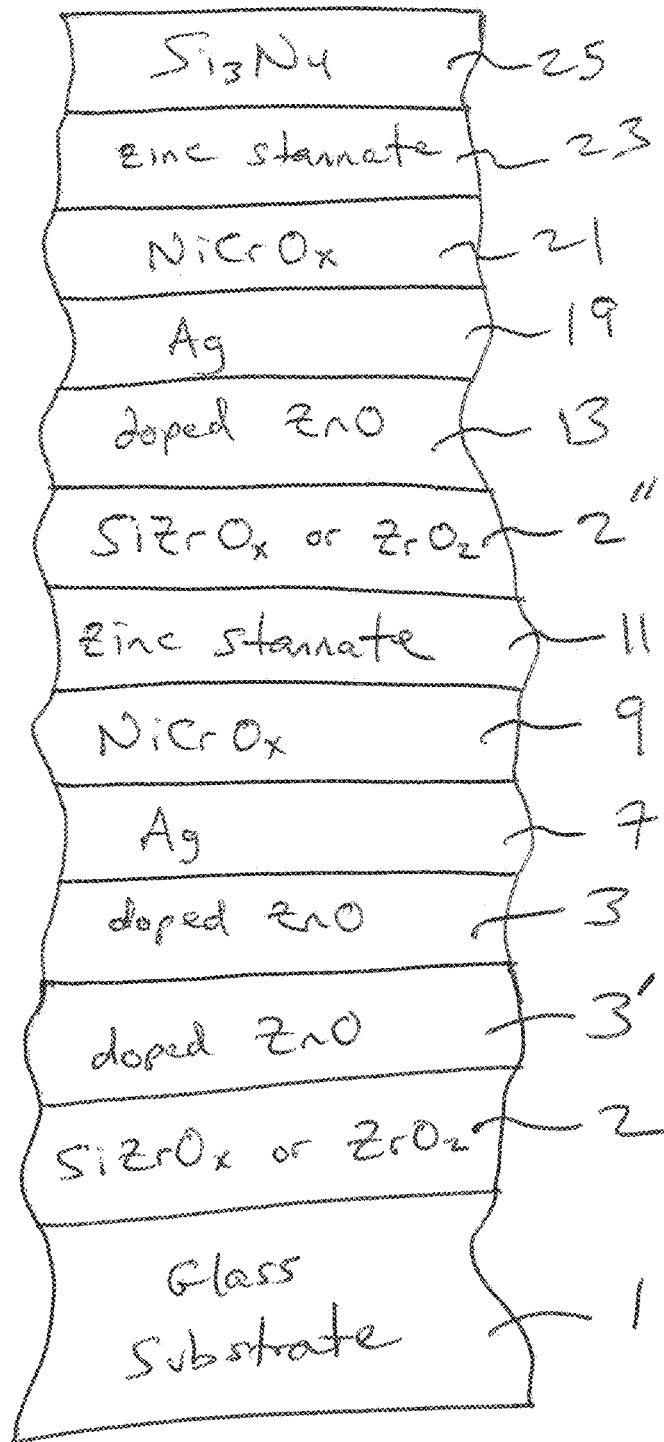 Si₃N₄ 25
zinc stannate 23
NiCrOₓ 21
Ag 19
doped ZnO 13
SiZrOₓ or ZrO₂ 2"
zinc stannate 11
NiCrOₓ 9
Ag 7
doped ZnO 3
doped ZnO 3'
SiZrOₓ or ZrO₂ 2
Glass
Substrate 1